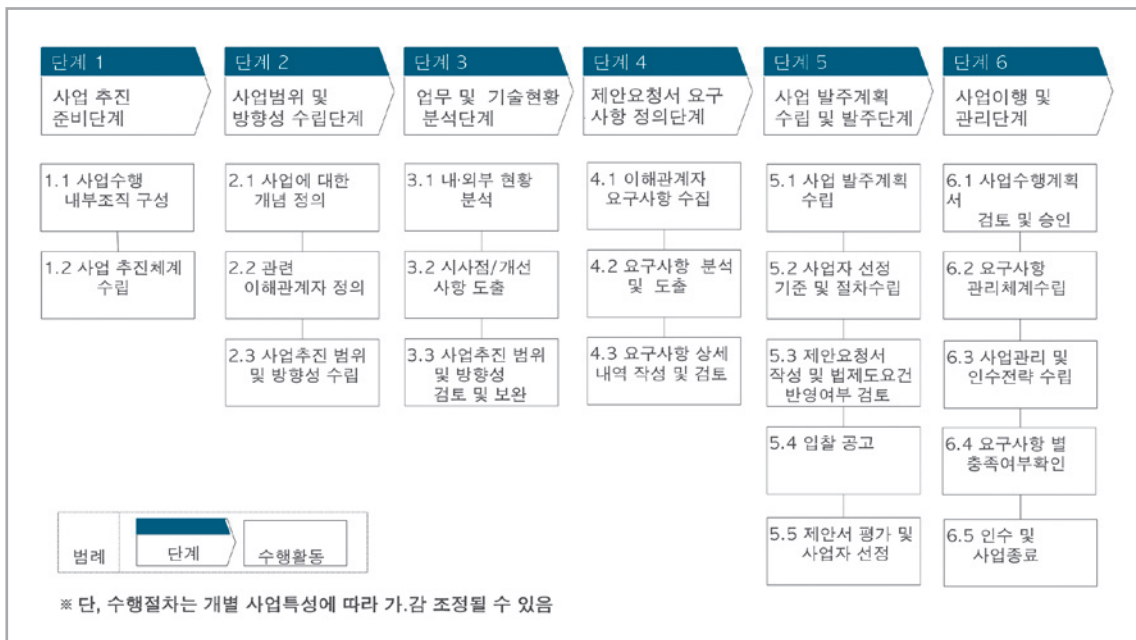 단계 1
사업 추진
준비단계
단계 2
사업범위 및
방향성 수립단계
단계 3
업무 및 기술현황
분석단계
단계 4
제안요청서 요구
사항 정의단계
단계 5
사업 발주계획
수립 및 발주단계
단계 6
사업이행 및
관리단계
1.1 사업수행
내부조직 구성
1.2 사업 추진체계
수립
2.1 사업에 대한
개념 정의
2.2 관련
이해관계자 정의
2.3 사업추진 범위
및 방향성 수립
3.1 내·외부 현황
분석
3.2 시사점/개선
사항 도출
3.3 사업추진 범위
및 방향성
검토 및 보완
4.1 이해관계자
요구사항 수집
4.2 요구사항 분석
및 도출
4.3 요구사항 상세
내역 작성 및 검토
5.1 사업 발주계획
수립
5.2 사업자 선정
기준 및 절차수립
5.3 제안요청서
작성 및 법제도요건
반영여부 검토
5.4 입찰 공고
5.5 제안서 평가 및
사업자 선정
6.1 사업수행계획
서
검토 및 승인
6.2 요구사항
관리체계수립
6.3 사업관리 및
인수전략 수립
6.4 요구사항 별
충족여부확인
6.5 인수 및
사업종료
범례
단계
수행활동
※ 단, 수행절차는 개별 사업특성에 따라 가.감 조정될 수 있음